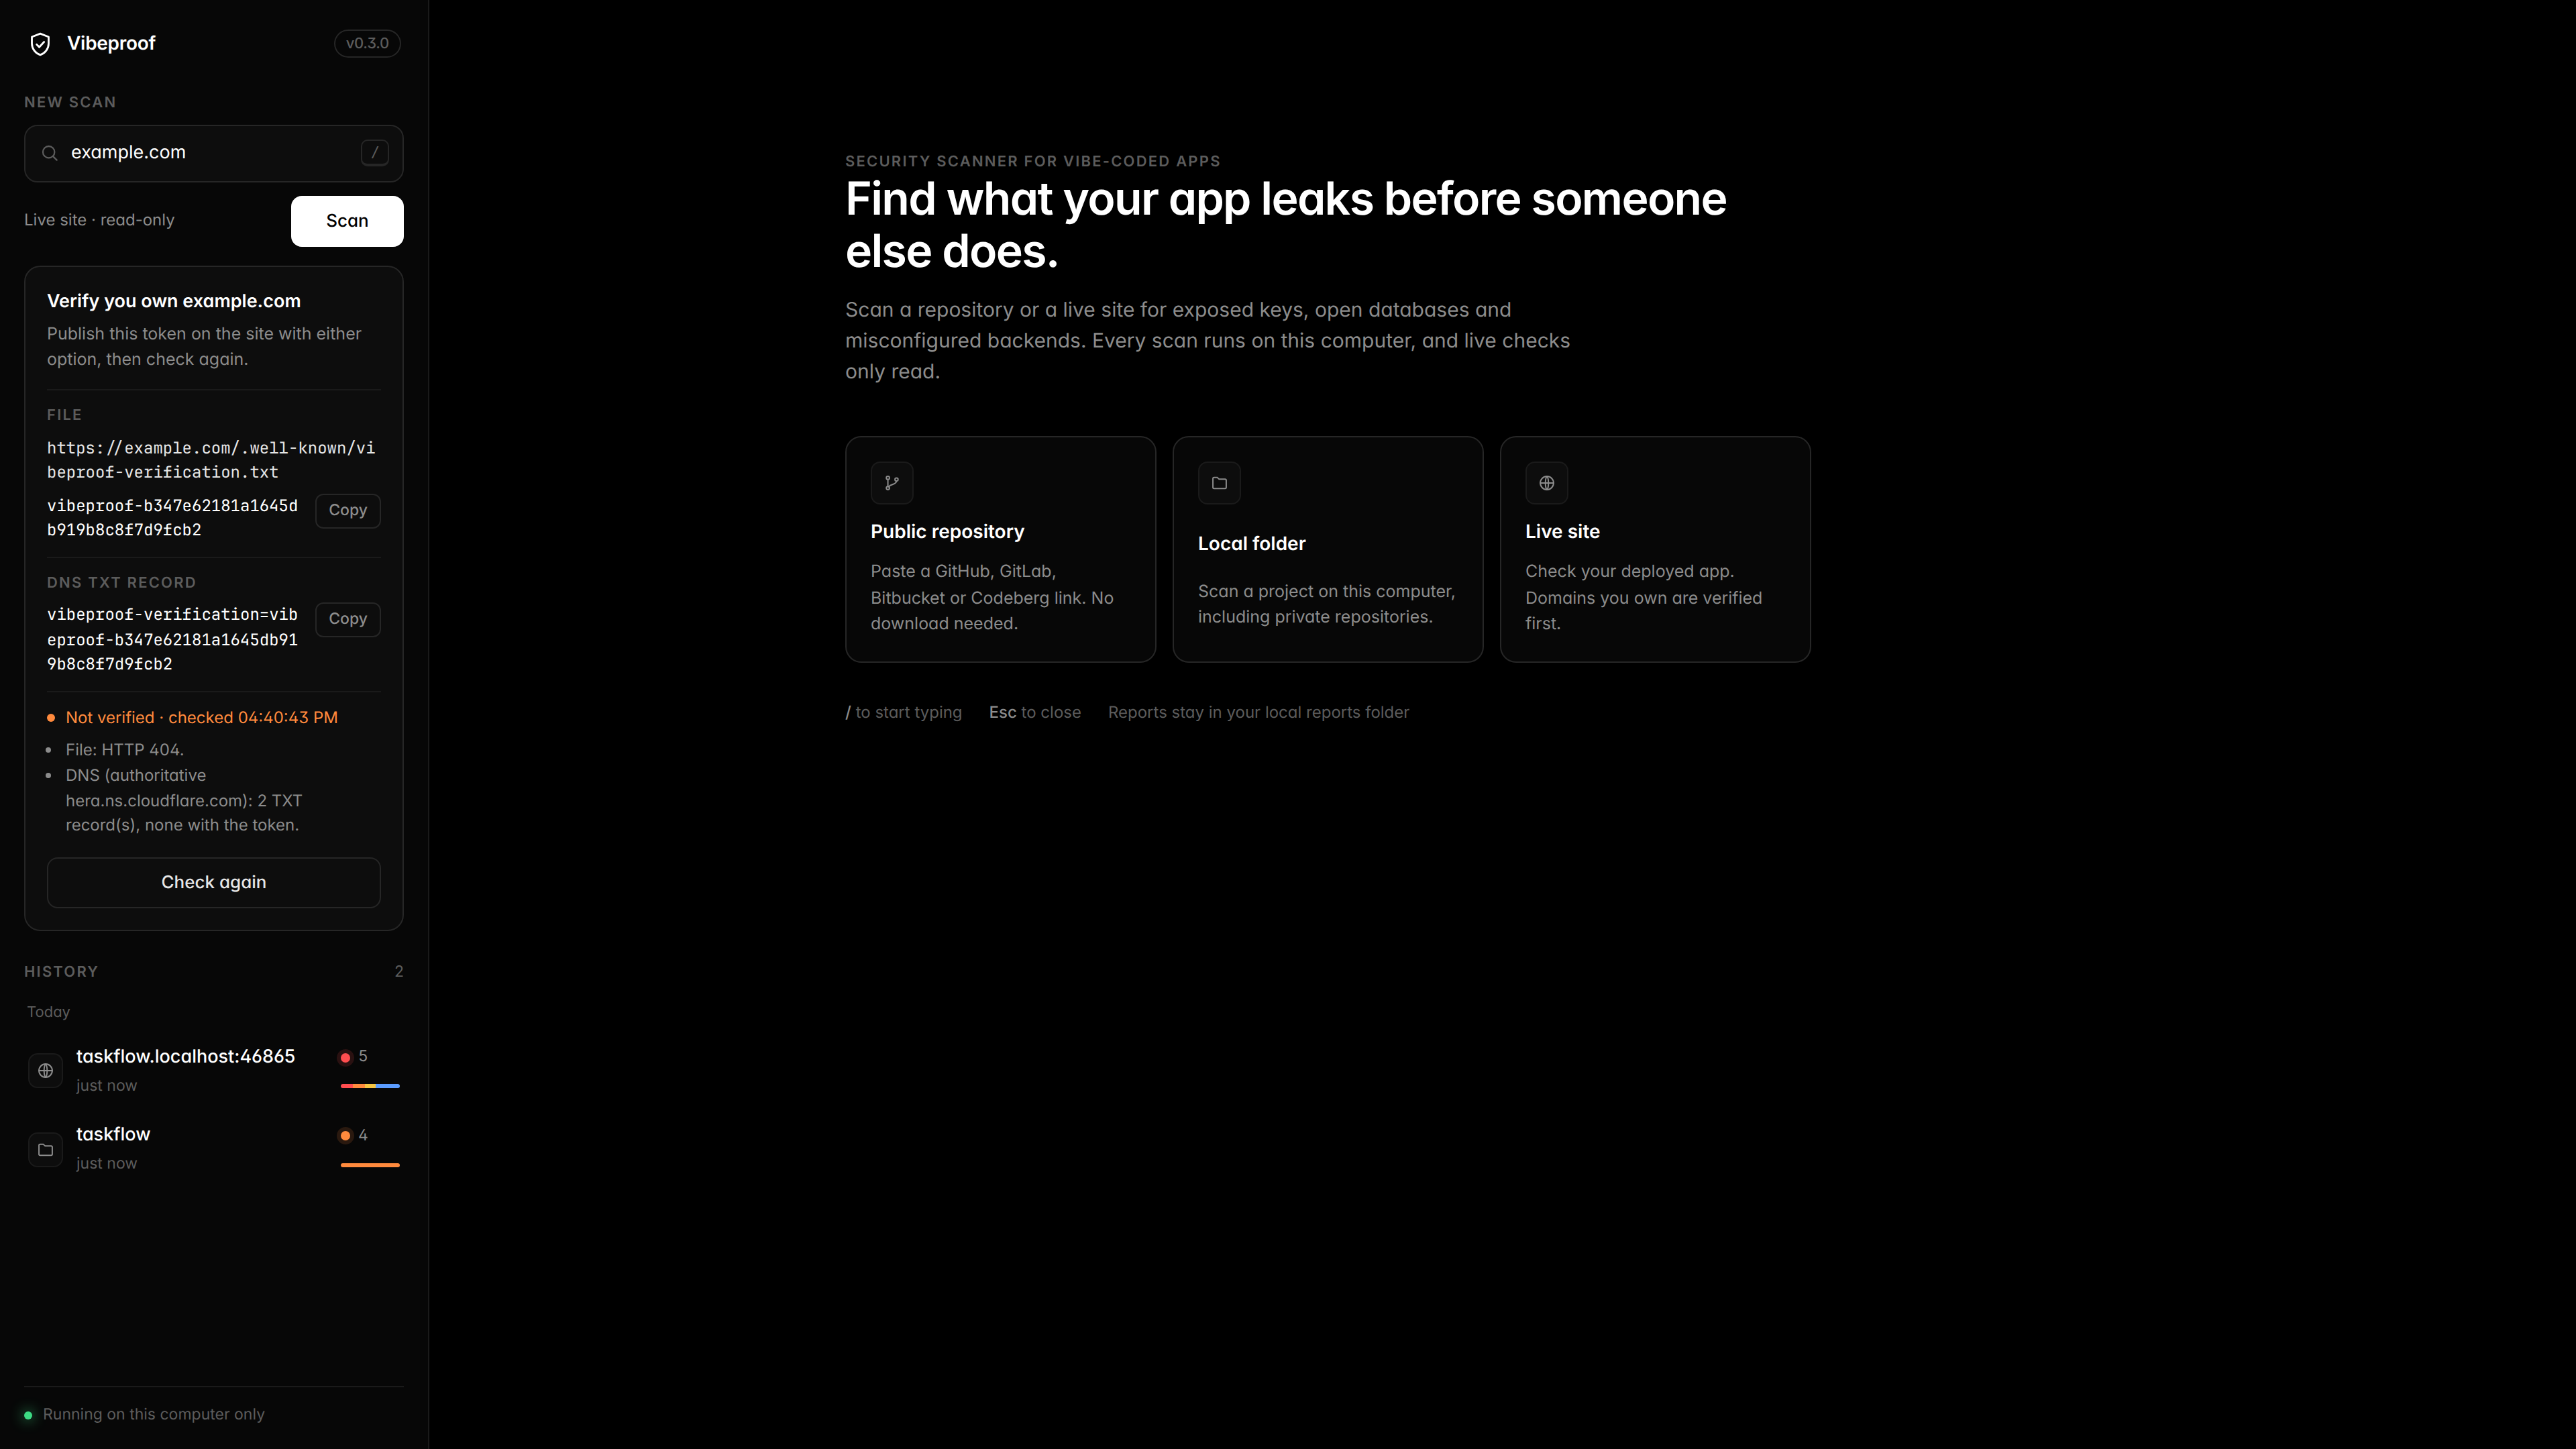 Vibeproof
v0.3.0
NEW SCAN
example.com
/
Live site · read-only
Scan
Verify you own example.com
Publish this token on the site with either
option, then check again.
FILE
https://example.com/.well-known/vi
beproof-verification.txt
vibeproof-b347e62181a1645d
b919b8c8f7d9fcb2
Copy
DNS TXT RECORD
vibeproof-verification=vib
eproof-b347e62181a1645db91
9b8c8f7d9fcb2
Copy
Not verified · checked 04:40:43 PM
File: HTTP 404.
DNS (authoritative
hera.ns.cloudflare.com): 2 TXT
record(s), none with the token.
Check again
HISTORY
2
Today
taskflow.localhost:46865
5
just now
taskflow
4
just now
Running on this computer only
SECURITY SCANNER FOR VIBE-CODED APPS
Find what your app leaks before someone
else does.
Scan a repository or a live site for exposed keys, open databases and
misconfigured backends. Every scan runs on this computer, and live checks
only read.
Public repository
Paste a GitHub, GitLab,
Bitbucket or Codeberg link. No
download needed.
Local folder
Scan a project on this computer,
including private repositories.
Live site
Check your deployed app.
Domains you own are verified
first.
/ to start typing
Esc to close
Reports stay in your local reports folder